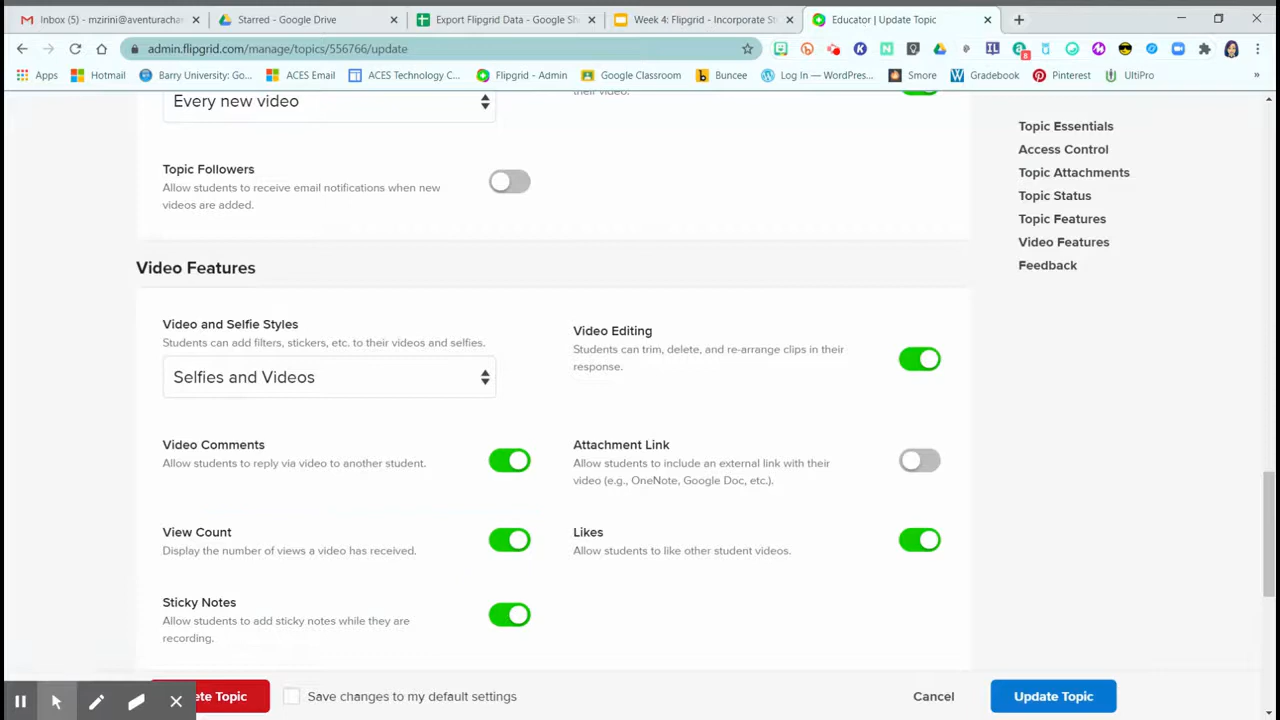 Inbox (5) - mzirini@aventurachar
Starred - Google Drive
Export Flipgrid Data - Google Sh
Week 4: Flipgrid - Incorporate St
Educator | Update Topic
admin.flipgrid.com/manage/topics/556766/update
Apps
Hotmail
Barry University: Go...
ACES Email
ACES Technology C...
Flipgrid - Admin
Google Classroom
Buncee
Log In — WordPres...
Smore
Gradebook
Pinterest
UltiPro
»
Every new video
their video.
Topic Followers
Allow students to receive email notifications when new
videos are added.
Topic Essentials
Access Control
Topic Attachments
Topic Status
Topic Features
Video Features
Feedback
Video Features
Video and Selfie Styles
Students can add filters, stickers, etc. to their videos and selfies.
Selfies and Videos
Video Editing
Students can trim, delete, and re-arrange clips in their
response.
Video Comments
Allow students to reply via video to another student.
Attachment Link
Allow students to include an external link with their
video (e.g., OneNote, Google Doc, etc.).
View Count
Display the number of views a video has received.
Likes
Allow students to like other student videos.
Sticky Notes
Allow students to add sticky notes while they are
recording.
ete Topic
Save changes to my default settings
Cancel
Update Topic